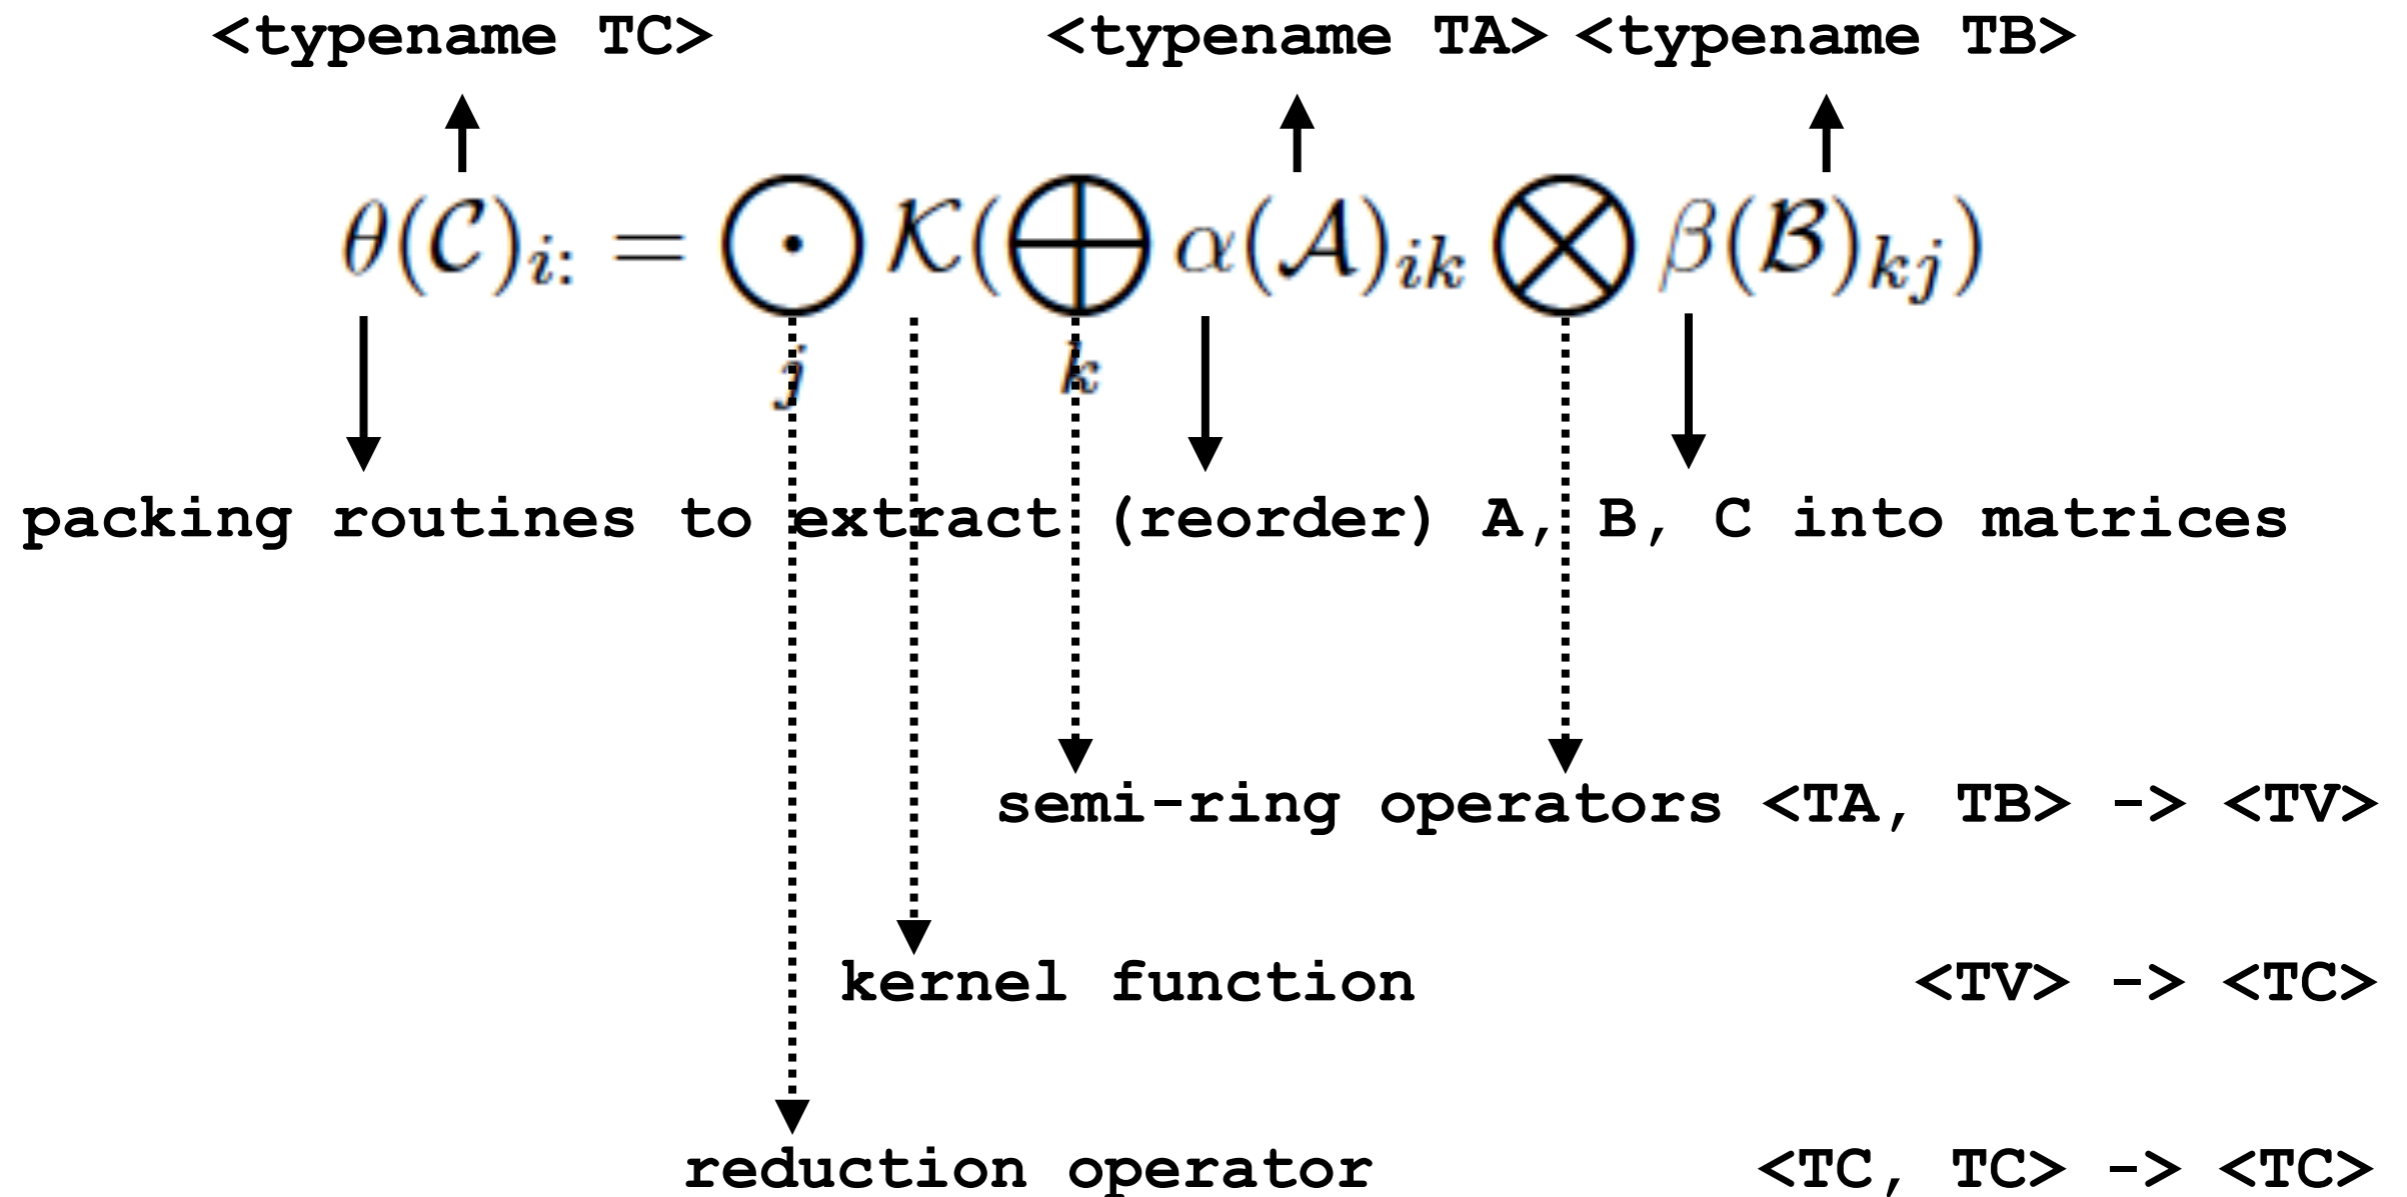 <typename TC> <typename TA> <typename TB>
θ(𝒞)ᵢ: = ⨀ 𝒦(⨁ α(𝒜)ᵢₖ ⨂ β(ℬ)ₖⱼ)
j k
packing routines to extract (reorder) A, B, C into matrices
semi-ring operators <TA, TB> -> <TV>
kernel function <TV> -> <TC>
reduction operator <TC, TC> -> <TC>